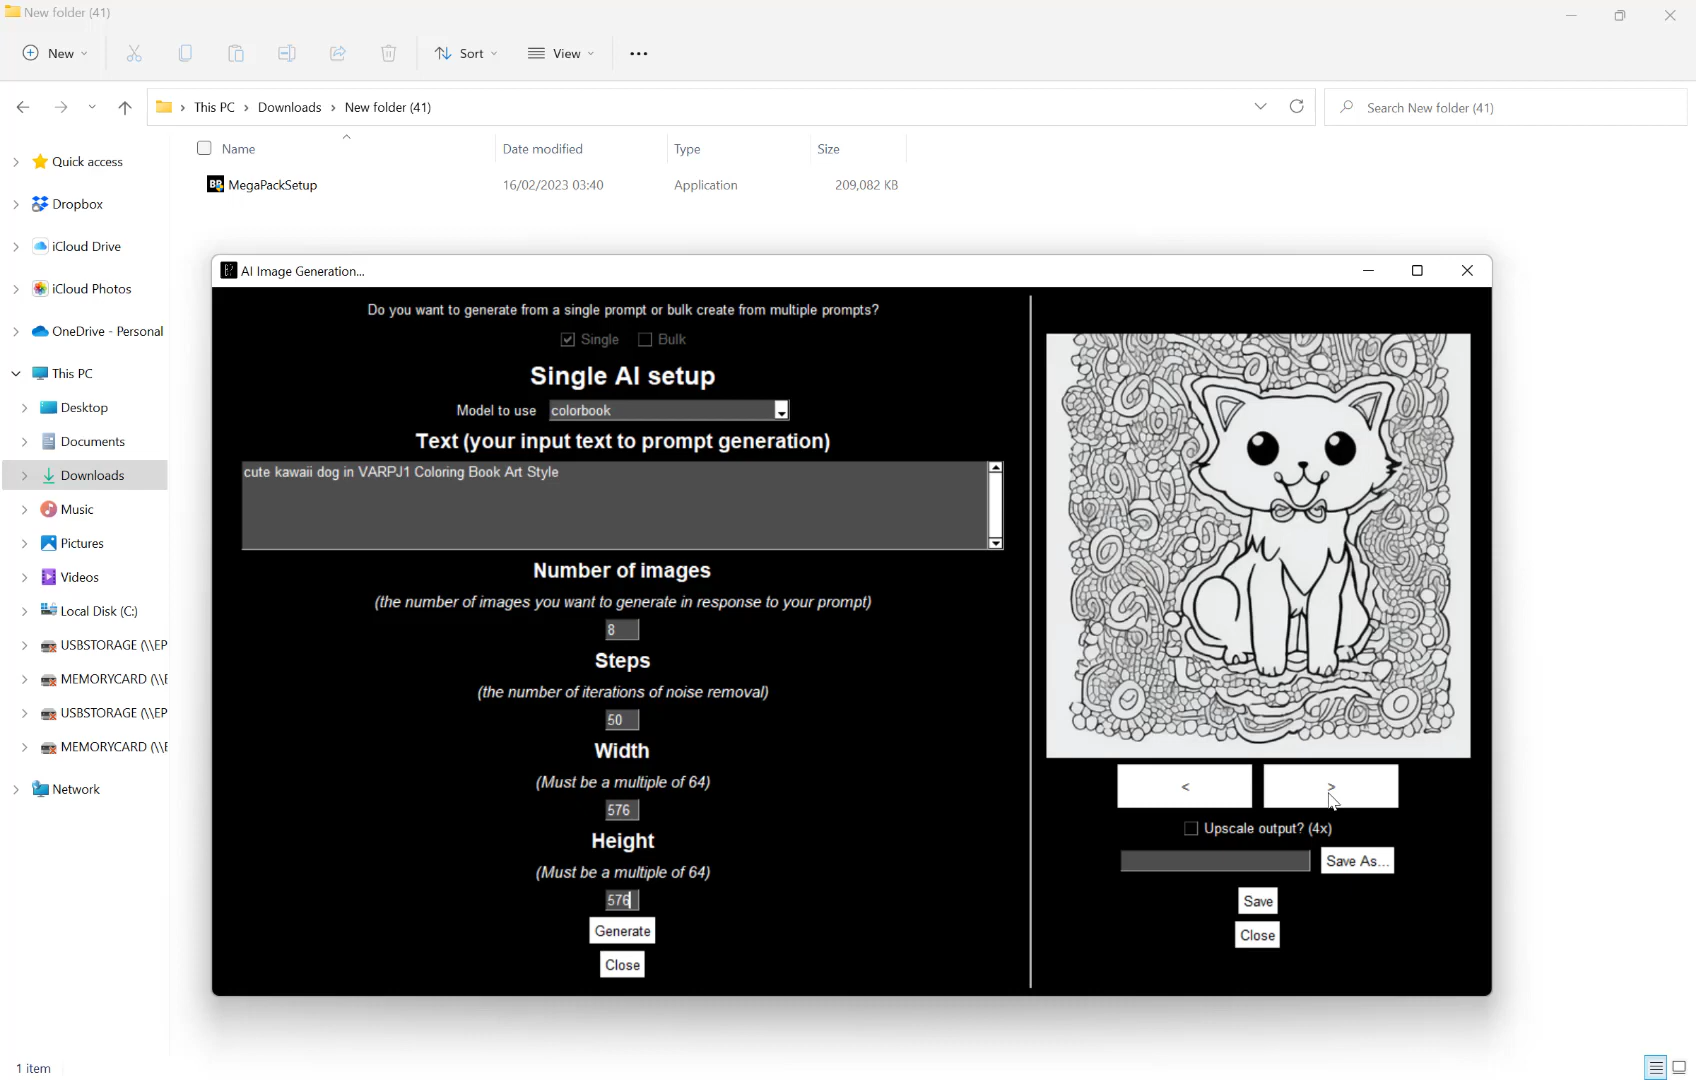 New folder (41)
New
Sort
View
This PC > Downloads > New folder (41)
Search New folder (41)
Name
Date modified
Type
Size
MegaPackSetup
16/02/2023 03:40
Application
209,082 KB
Quick access
Dropbox
iCloud Drive
iCloud Photos
OneDrive - Personal
This PC
Desktop
Documents
Downloads
Music
Pictures
Videos
Local Disk (C:)
USBSTORAGE (\\EP
MEMORYCARD (\\E
USBSTORAGE (\\EP
MEMORYCARD (\\E
Network
AI Image Generation...
Do you want to generate from a single prompt or bulk create from multiple prompts?
Single
Bulk
Single AI setup
Model to use
colorbook
Text (your input text to prompt generation)
cute kawaii dog in VARPJ1 Coloring Book Art Style
Number of images
(the number of images you want to generate in response to your prompt)
8
Steps
(the number of iterations of noise removal)
50
Width
(Must be a multiple of 64)
576
Height
(Must be a multiple of 64)
576
Generate
Close
<
>
Upscale output? (4x)
Save As...
Save
Close
1 item